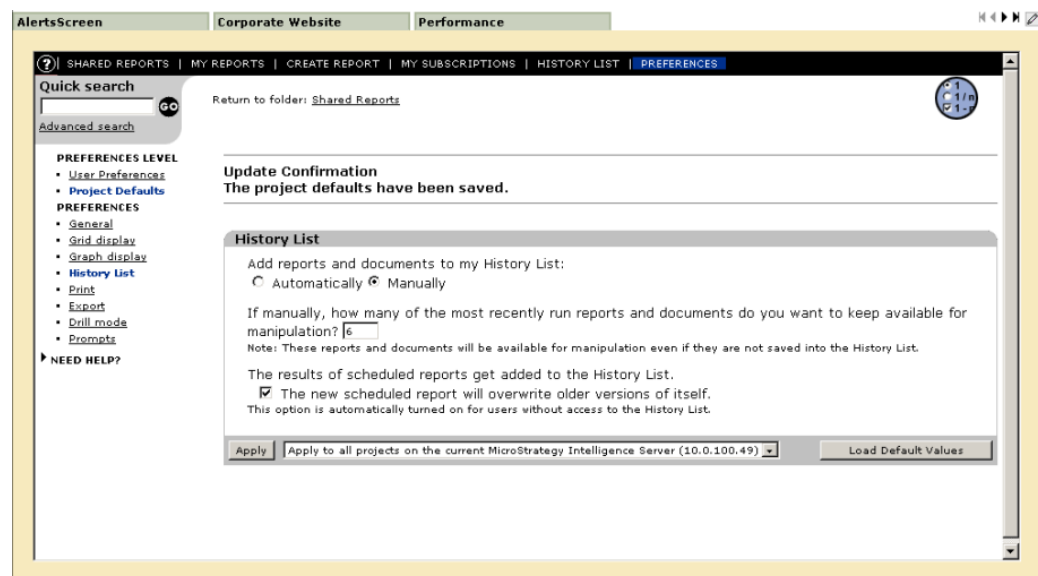 AlertsScreen
Corporate Website
Performance
? | SHARED REPORTS | MY REPORTS | CREATE REPORT | MY SUBSCRIPTIONS | HISTORY LIST | PREFERENCES
Quick search
GO
Advanced search
Return to folder: Shared Reports
1
1/n
PREFERENCES LEVEL
User Preferences
Project Defaults
PREFERENCES
General
Grid display
Graph display
History List
Print
Export
Drill mode
Prompts
NEED HELP?
Update Confirmation
The project defaults have been saved.
History List
Add reports and documents to my History List:
Automatically Manually
If manually, how many of the most recently run reports and documents do you want to keep available for
manipulation? 6
Note: These reports and documents will be available for manipulation even if they are not saved into the History List.
The results of scheduled reports get added to the History List.
The new scheduled report will overwrite older versions of itself.
This option is automatically turned on for users without access to the History List.
Apply
Apply to all projects on the current MicroStrategy Intelligence Server (10.0.100.49)
Load Default Values